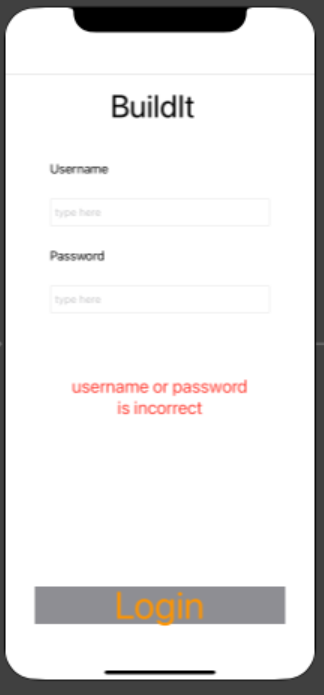 BuildIt
Username
type here
Password
type here
username or password
is incorrect
Login